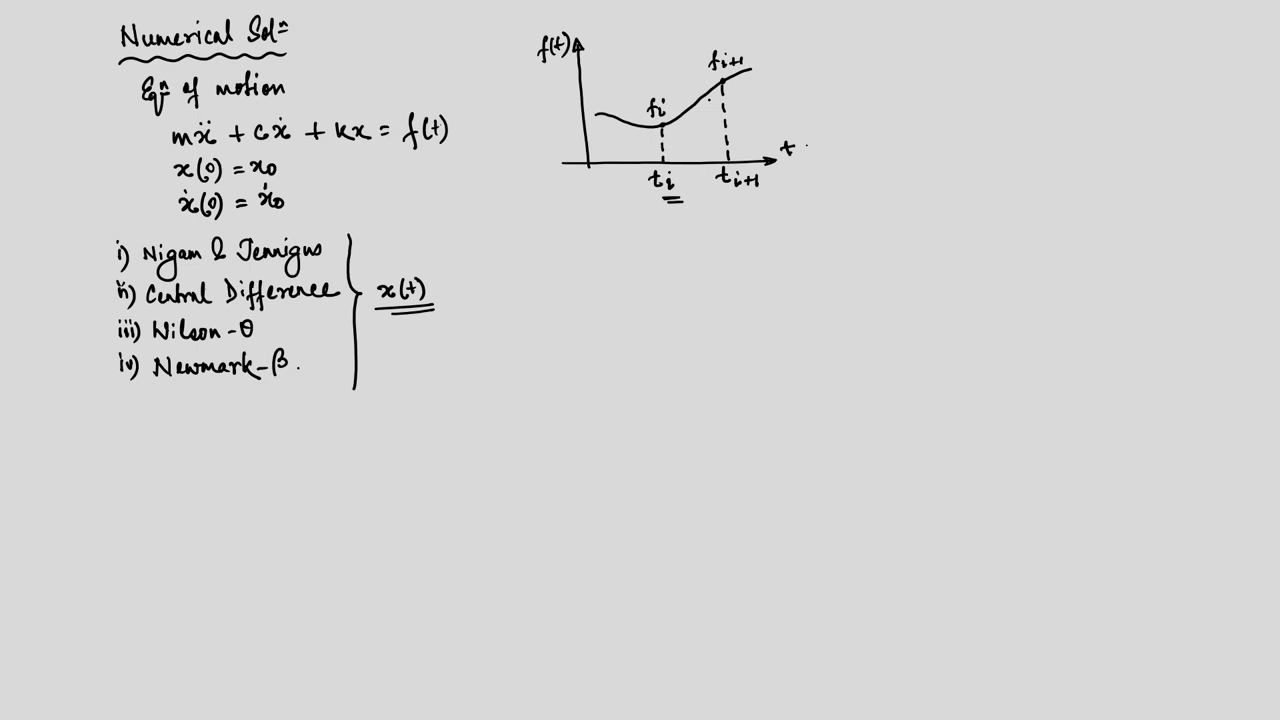 Numerical Solⁿ
Eqⁿ of motion
mẍ + cẋ + kx = f(t)
x(0) = x₀
ẋ(0) = ẋ₀
i) Nigam & Jennigns
ii) Central Difference
iii) Wilson-θ
iv) Newmark-β.
x(t)
f(t)
fᵢ
fᵢ₊₁
tᵢ
tᵢ₊₁
t